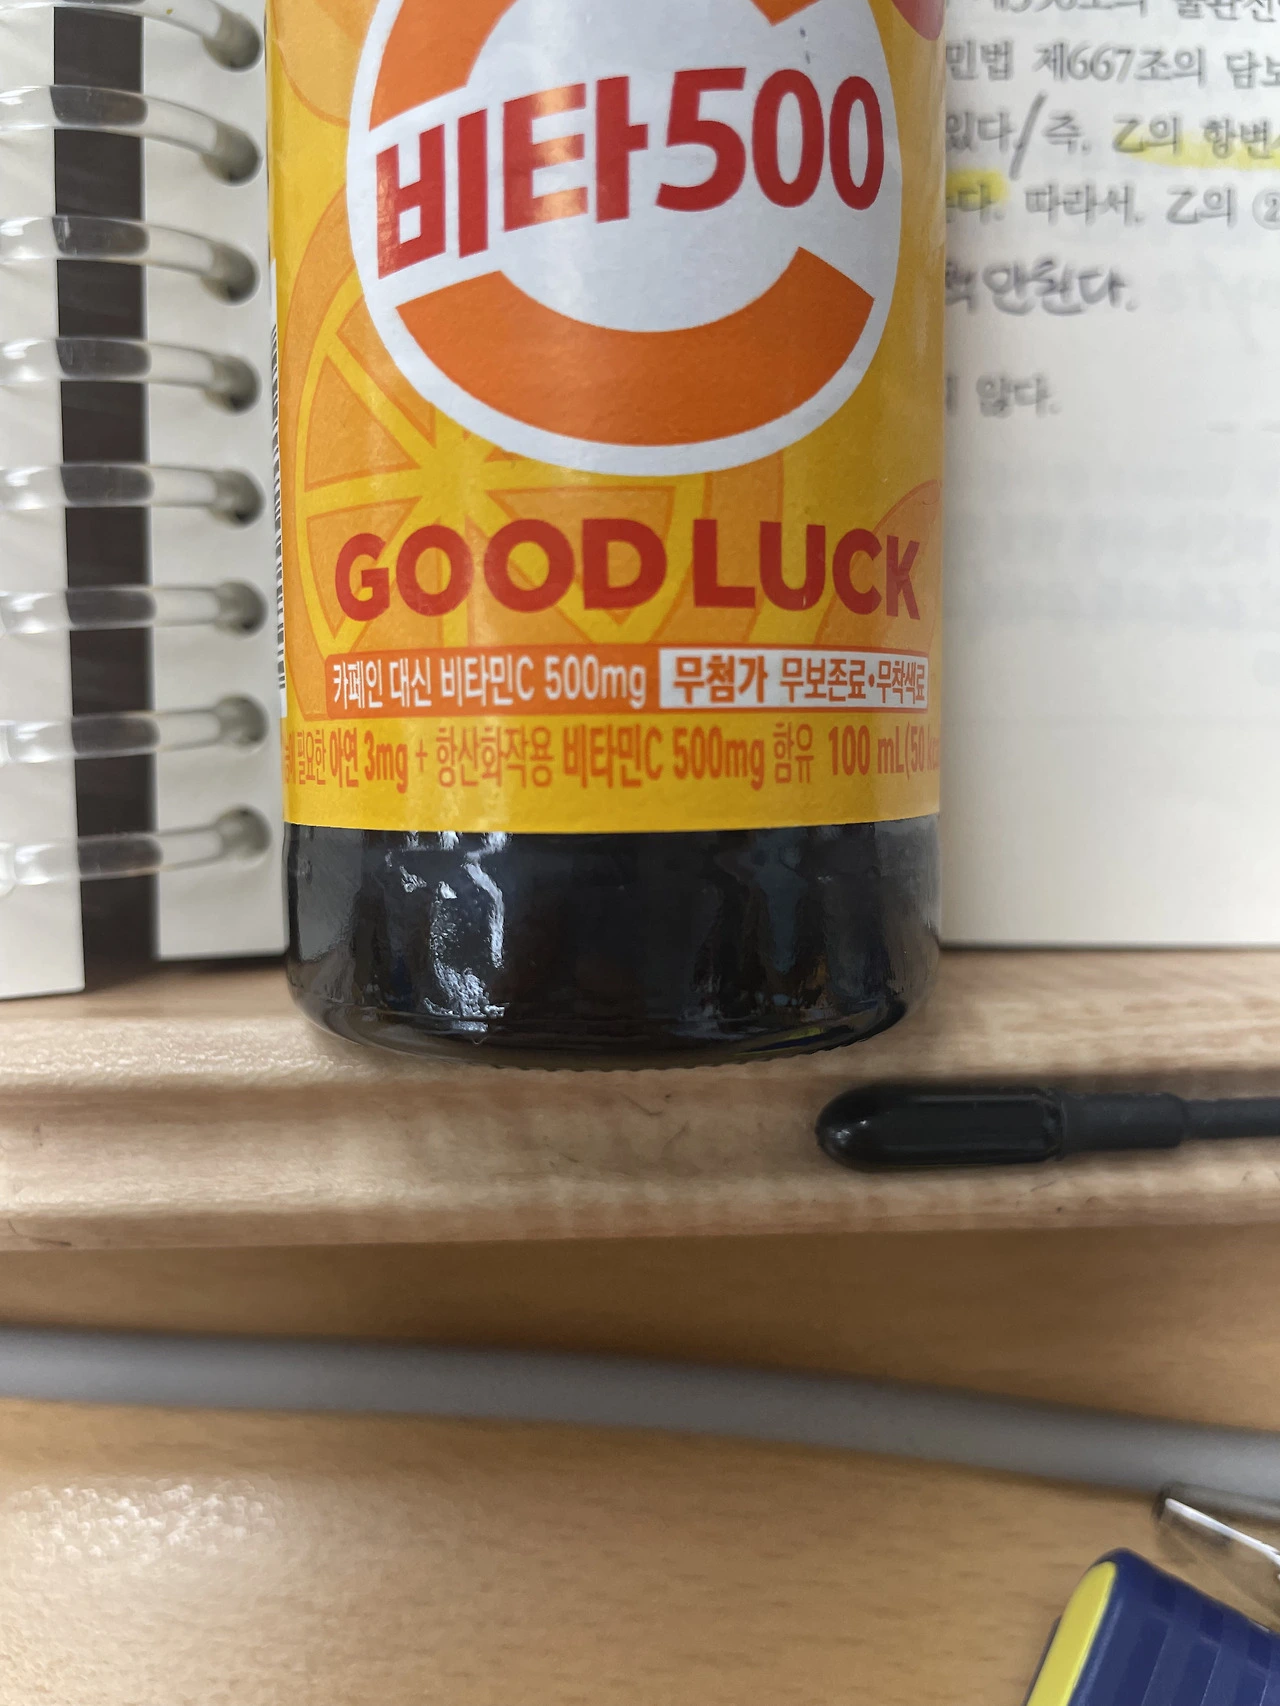 비타500
GOOD LUCK
카페인 대신 비타민C 500mg 무첨가 무보존료•무착색료
필요한 아연 3mg + 항산화작용 비타민C 500mg 함유 100 mL(50
민법 제667조의
있다./즉, 乙의 항변
따라서, 乙의 ②
안된다.
않다.